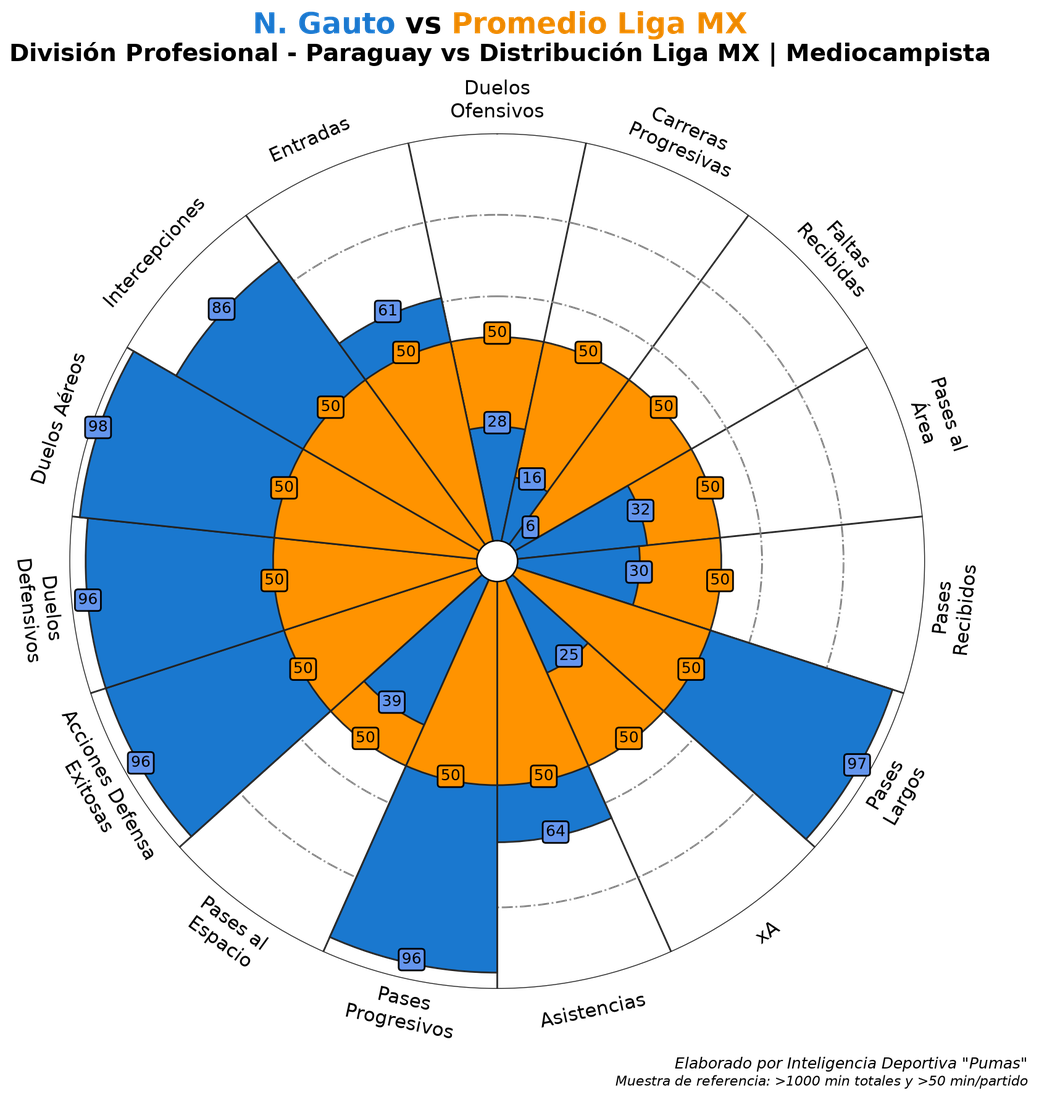 N. Gauto vs Promedio Liga MX
División Profesional - Paraguay vs Distribución Liga MX | Mediocampista
Duelos
Ofensivos
Carreras
Progresivas
Faltas
Recibidas
Pases al
Área
Pases
Recibidos
Pases
Largos
xA
Asistencias
Pases
Progresivos
Pases al
Espacio
Acciones Defensa
Exitosas
Duelos
Defensivos
Duelos Aéreos
Intercepciones
Entradas
28
50
16
50
6
50
32
50
30
50
97
50
25
50
64
50
96
50
39
50
96
50
96
50
98
50
86
50
61
50
Elaborado por Inteligencia Deportiva "Pumas"
Muestra de referencia: >1000 min totales y >50 min/partido